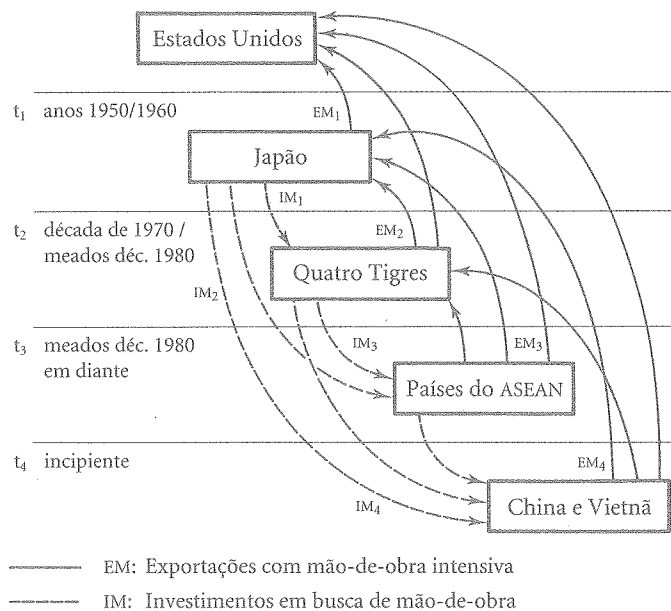 Estados Unidos
t₁ anos 1950/1960
EM₁
Japão
IM₁
t₂ década de 1970 /
meados déc. 1980
EM₂
Quatro Tigres
IM₂
IM₃
EM₃
t₃ meados déc. 1980
em diante
Países do ASEAN
t₄ incipiente
EM₄
IM₄
China e Vietnã
EM: Exportações com mão-de-obra intensiva
IM: Investimentos em busca de mão-de-obra